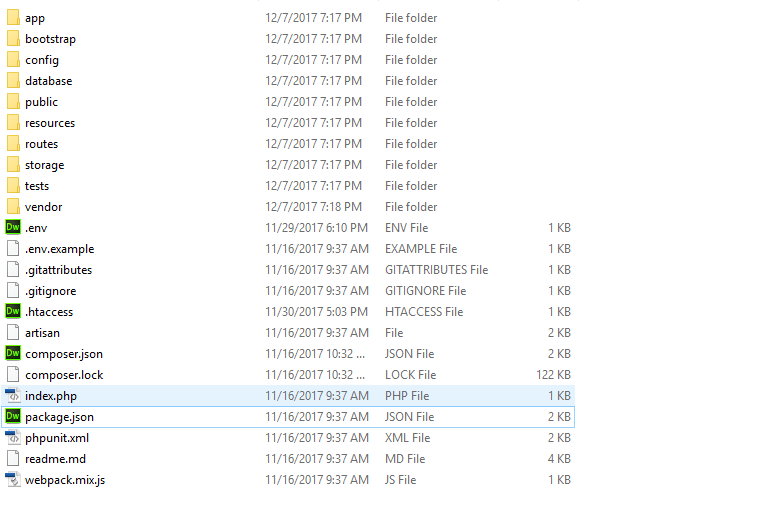 app 12/7/2017 7:17 PM File folder
bootstrap 12/7/2017 7:17 PM File folder
config 12/7/2017 7:17 PM File folder
database 12/7/2017 7:17 PM File folder
public 12/7/2017 7:17 PM File folder
resources 12/7/2017 7:17 PM File folder
routes 12/7/2017 7:17 PM File folder
storage 12/7/2017 7:17 PM File folder
tests 12/7/2017 7:17 PM File folder
vendor 12/7/2017 7:18 PM File folder
Dw .env 11/29/2017 6:10 PM ENV File 1 KB
.env.example 11/16/2017 9:37 AM EXAMPLE File 1 KB
.gitattributes 11/16/2017 9:37 AM GITATTRIBUTES File 1 KB
.gitignore 11/16/2017 9:37 AM GITIGNORE File 1 KB
Dw .htaccess 11/30/2017 5:03 PM HTACCESS File 1 KB
artisan 11/16/2017 9:37 AM File 2 KB
Dw composer.json 11/16/2017 10:32 ... JSON File 2 KB
composer.lock 11/16/2017 10:32 ... LOCK File 122 KB
index.php 11/16/2017 9:37 AM PHP File 1 KB
Dw package.json 11/16/2017 9:37 AM JSON File 2 KB
phpunit.xml 11/16/2017 9:37 AM XML File 2 KB
readme.md 11/16/2017 9:37 AM MD File 4 KB
webpack.mix.js 11/16/2017 9:37 AM JS File 1 KB